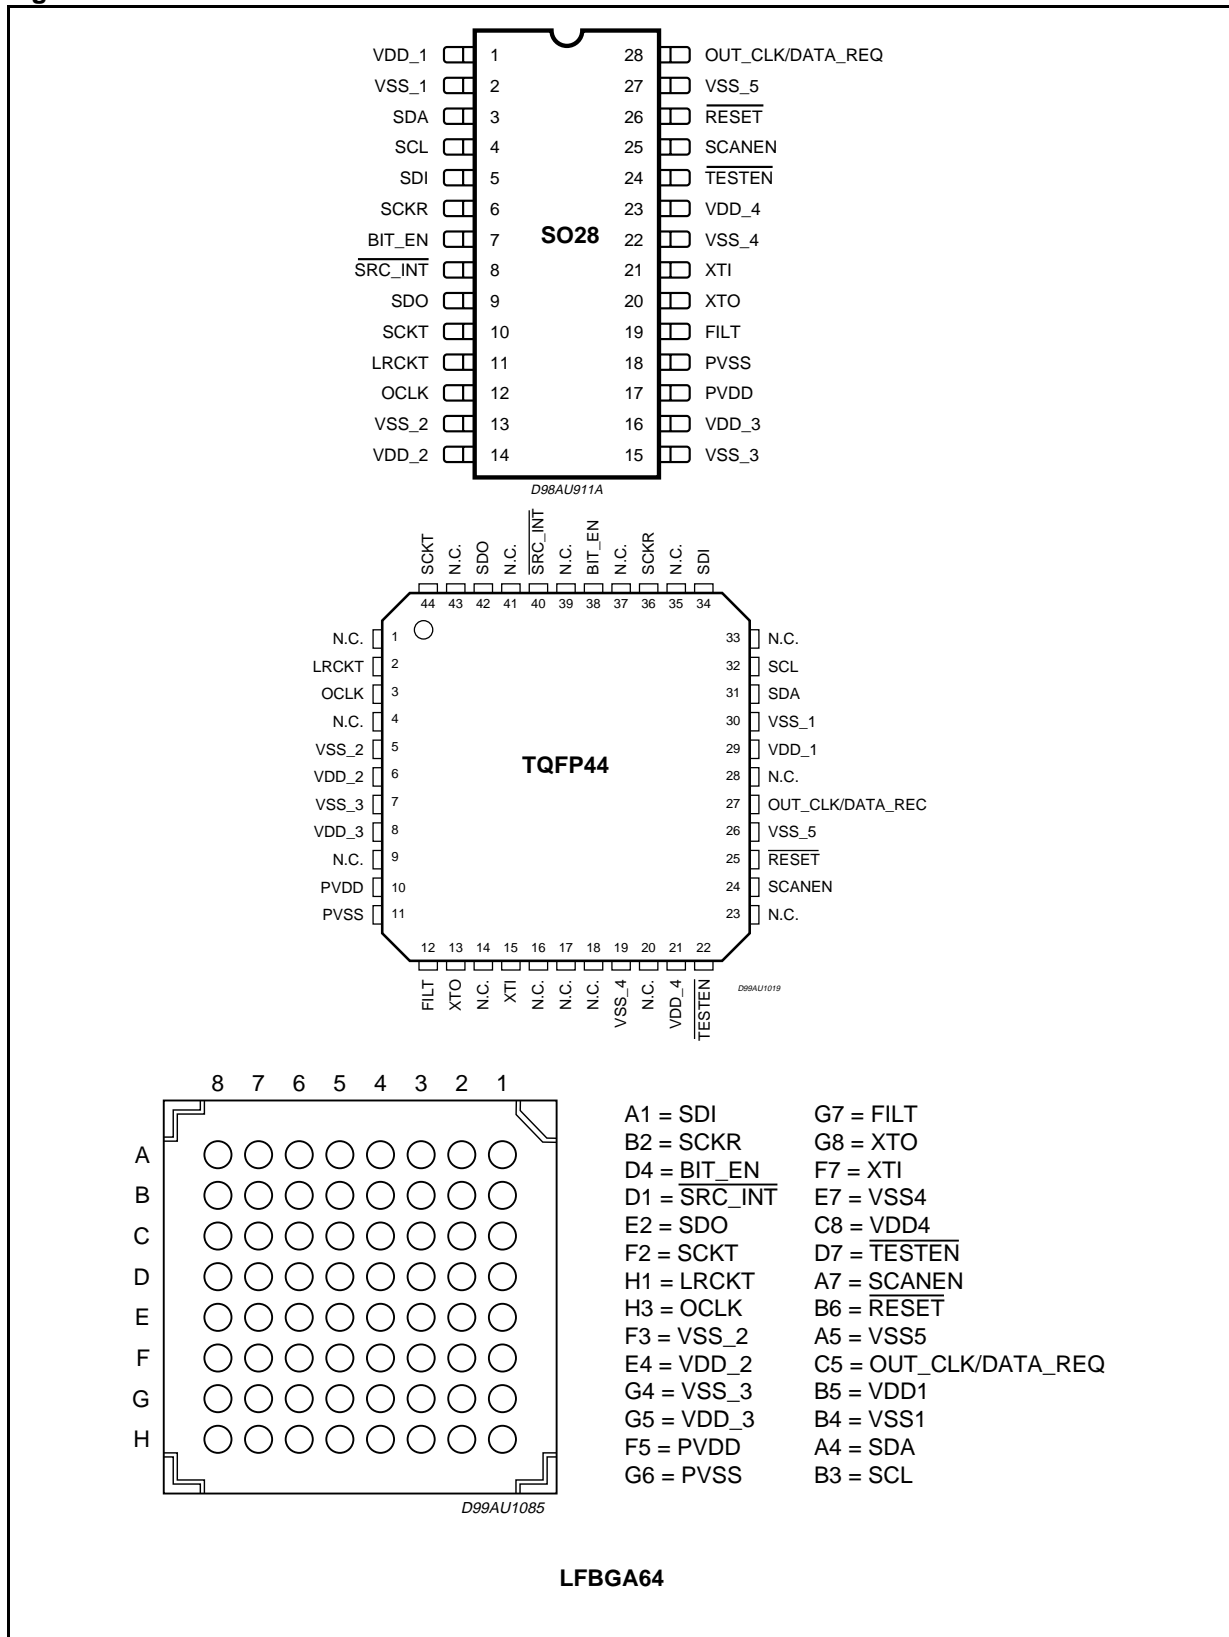 VDD_1 1 28 OUT_CLK/DATA_REQ
VSS_1 2 27 VSS_5
SDA 3 26 RESET
SCL 4 25 SCANEN
SDI 5 24 TESTEN
SCKR 6 23 VDD_4
BIT_EN 7 22 VSS_4
SRC_INT 8 21 XTI
SDO 9 20 XTO
SCKT 10 19 FILT
LRCKT 11 18 PVSS
OCLK 12 17 PVDD
VSS_2 13 16 VDD_3
VDD_2 14 15 VSS_3
SO28
D98AU911A
SCKT N.C. SDO N.C. SRC_INT N.C. BIT_EN N.C. SCKR N.C. SDI
44 43 42 41 40 39 38 37 36 35 34
N.C. 1 33 N.C.
LRCKT 2 32 SCL
OCLK 3 31 SDA
N.C. 4 30 VSS_1
VSS_2 5 29 VDD_1
VDD_2 6 28 N.C.
VSS_3 7 27 OUT_CLK/DATA_REC
VDD_3 8 26 VSS_5
N.C. 9 25 RESET
PVDD 10 24 SCANEN
PVSS 11 23 N.C.
TQFP44
12 13 14 15 16 17 18 19 20 21 22
FILT XTO N.C. XTI N.C. N.C. N.C. VSS_4 N.C. VDD_4 TESTEN
D99AU1019
8 7 6 5 4 3 2 1
A
B
C
D
E
F
G
H
D99AU1085
A1 = SDI
B2 = SCKR
D4 = BIT_EN
D1 = SRC_INT
E2 = SDO
F2 = SCKT
H1 = LRCKT
H3 = OCLK
F3 = VSS_2
E4 = VDD_2
G4 = VSS_3
G5 = VDD_3
F5 = PVDD
G6 = PVSS
G7 = FILT
G8 = XTO
F7 = XTI
E7 = VSS4
C8 = VDD4
D7 = TESTEN
A7 = SCANEN
B6 = RESET
A5 = VSS5
C5 = OUT_CLK/DATA_REQ
B5 = VDD1
B4 = VSS1
A4 = SDA
B3 = SCL
LFBGA64